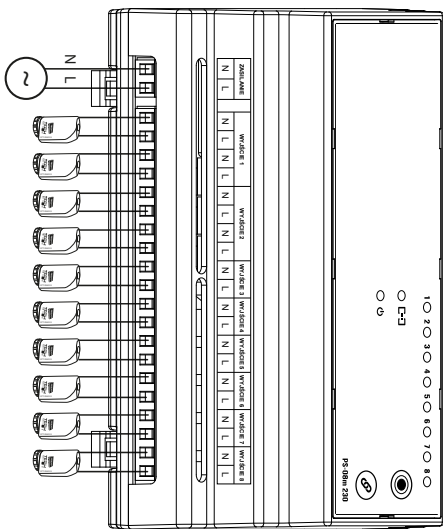 1 2 3 4 5 6 7 8
PS-08m 230
ZASILANIE WYJŚCIE 1 WYJŚCIE 2 WYJŚCIE 3 WYJŚCIE 4 WYJŚCIE 5 WYJŚCIE 6 WYJŚCIE 7 WYJŚCIE 8
N L N L N L N L N L N L N L N L N L N L N L
N L
~